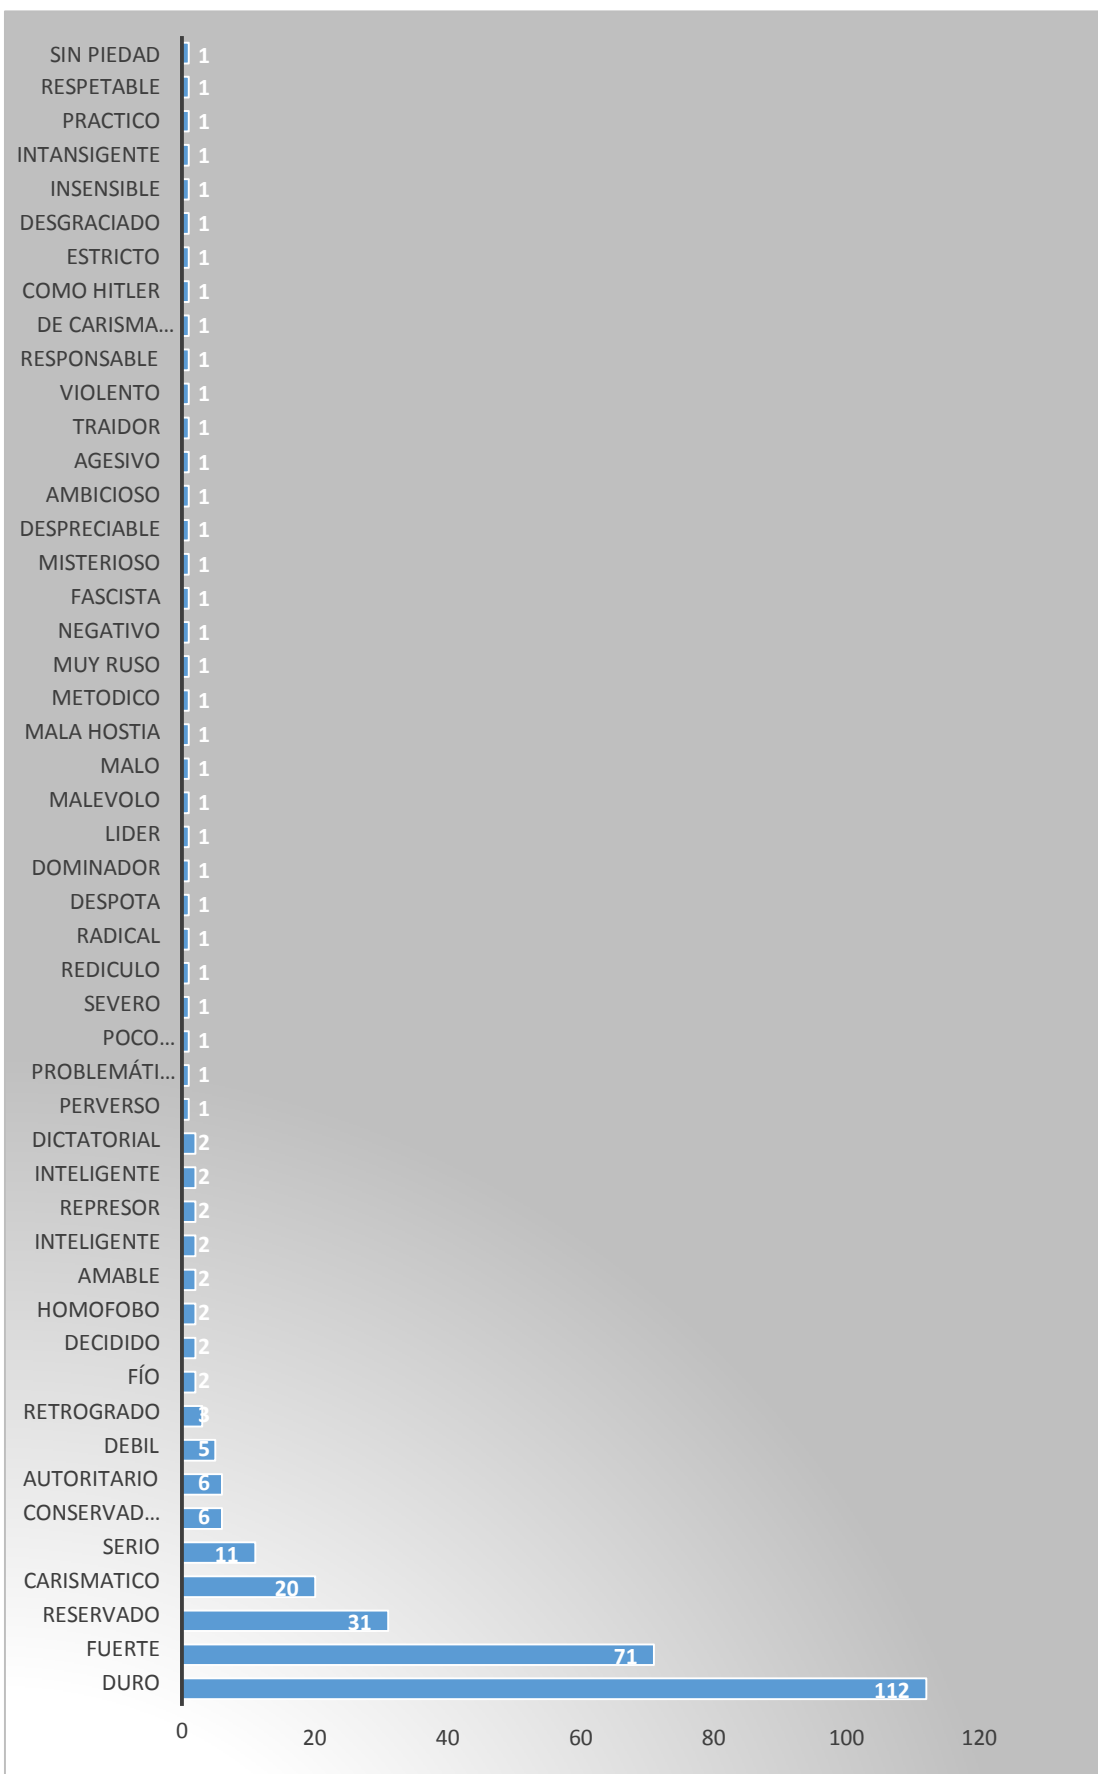 SIN PIEDAD 1
RESPETABLE 1
PRACTICO 1
INTANSIGENTE 1
INSENSIBLE 1
DESGRACIADO 1
ESTRICTO 1
COMO HITLER 1
DE CARISMA... 1
RESPONSABLE 1
VIOLENTO 1
TRAIDOR 1
AGESIVO 1
AMBICIOSO 1
DESPRECIABLE 1
MISTERIOSO 1
FASCISTA 1
NEGATIVO 1
MUY RUSO 1
METODICO 1
MALA HOSTIA 1
MALO 1
MALEVOLO 1
LIDER 1
DOMINADOR 1
DESPOTA 1
RADICAL 1
REDICULO 1
SEVERO 1
POCO... 1
PROBLEMÁTI... 1
PERVERSO 1
DICTATORIAL 2
INTELIGENTE 2
REPRESOR 2
INTELIGENTE 2
AMABLE 2
HOMOFOBO 2
DECIDIDO 2
FÍO 2
RETROGRADO 3
DEBIL 5
AUTORITARIO 6
CONSERVAD... 6
SERIO 11
CARISMATICO 20
RESERVADO 31
FUERTE 71
DURO 112
0 20 40 60 80 100 120